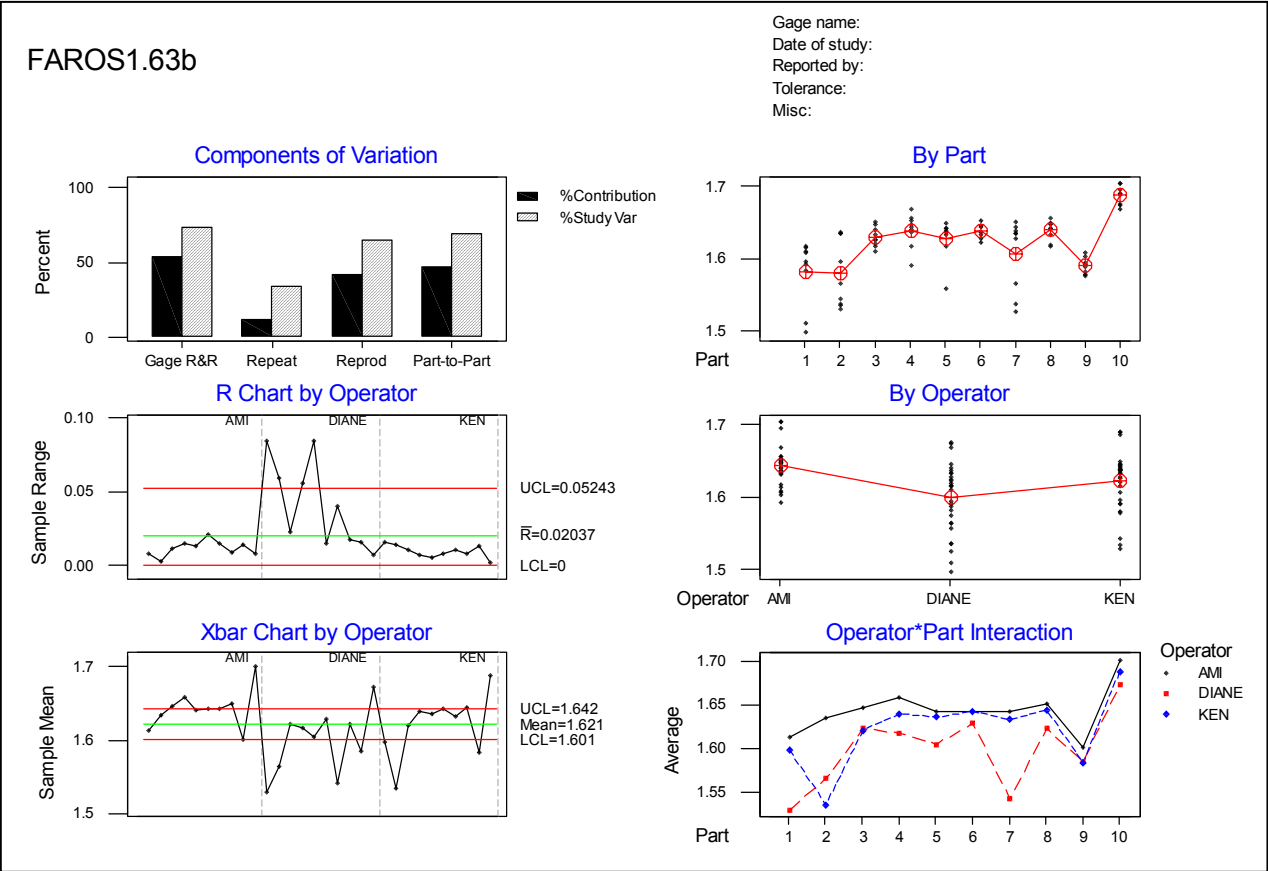 FAROS1.63b
Gage name:
Date of study:
Reported by:
Tolerance:
Misc:
Components of Variation
100
50
0
Percent
Gage R&R Repeat Reprod Part-to-Part
%Contribution
%Study Var
By Part
1.7
1.6
1.5
Part 1 2 3 4 5 6 7 8 9 10
R Chart by Operator
AMI DIANE KEN
0.10
0.05
0.00
Sample Range
UCL=0.05243
R̅=0.02037
LCL=0
By Operator
1.7
1.6
1.5
Operator AMI DIANE KEN
Xbar Chart by Operator
AMI DIANE KEN
1.7
1.6
1.5
Sample Mean
UCL=1.642
Mean=1.621
LCL=1.601
Operator*Part Interaction
1.70
1.65
1.60
1.55
Average
Part 1 2 3 4 5 6 7 8 9 10
Operator
AMI
DIANE
KEN